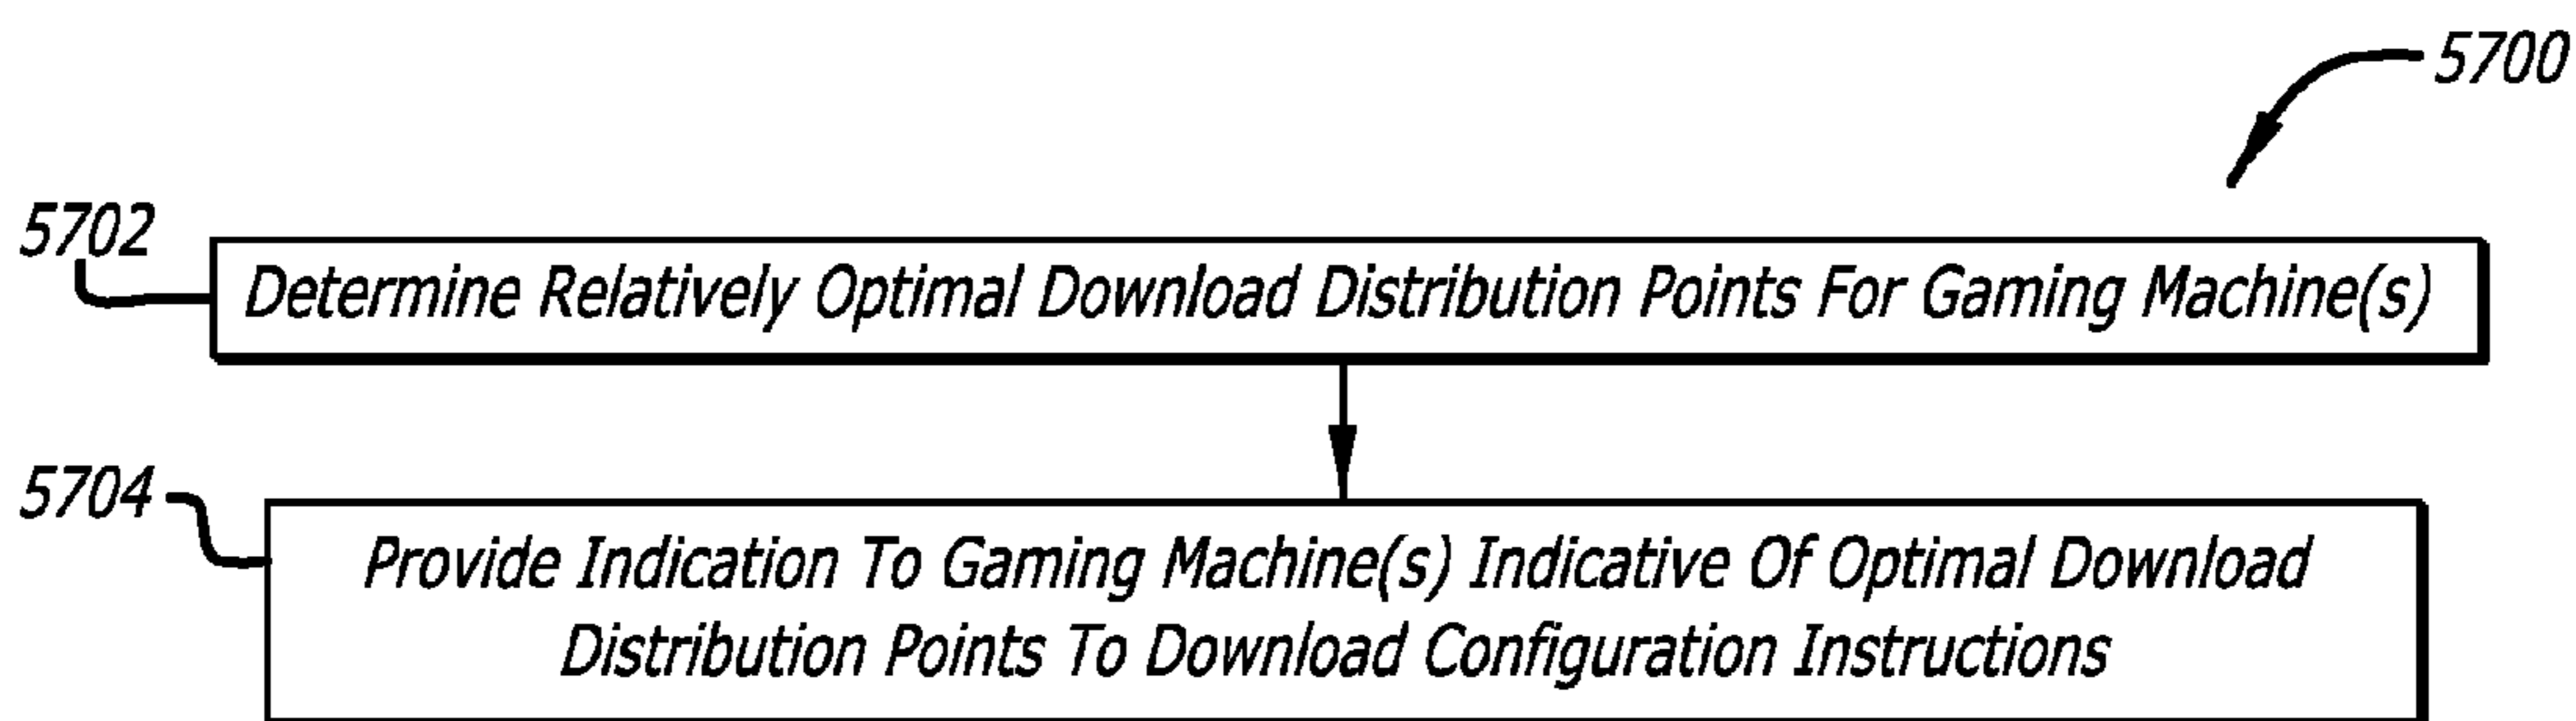 5700
5702
Determine Relatively Optimal Download Distribution Points For Gaming Machine(s)
5704
Provide Indication To Gaming Machine(s) Indicative Of Optimal Download
Distribution Points To Download Configuration Instructions